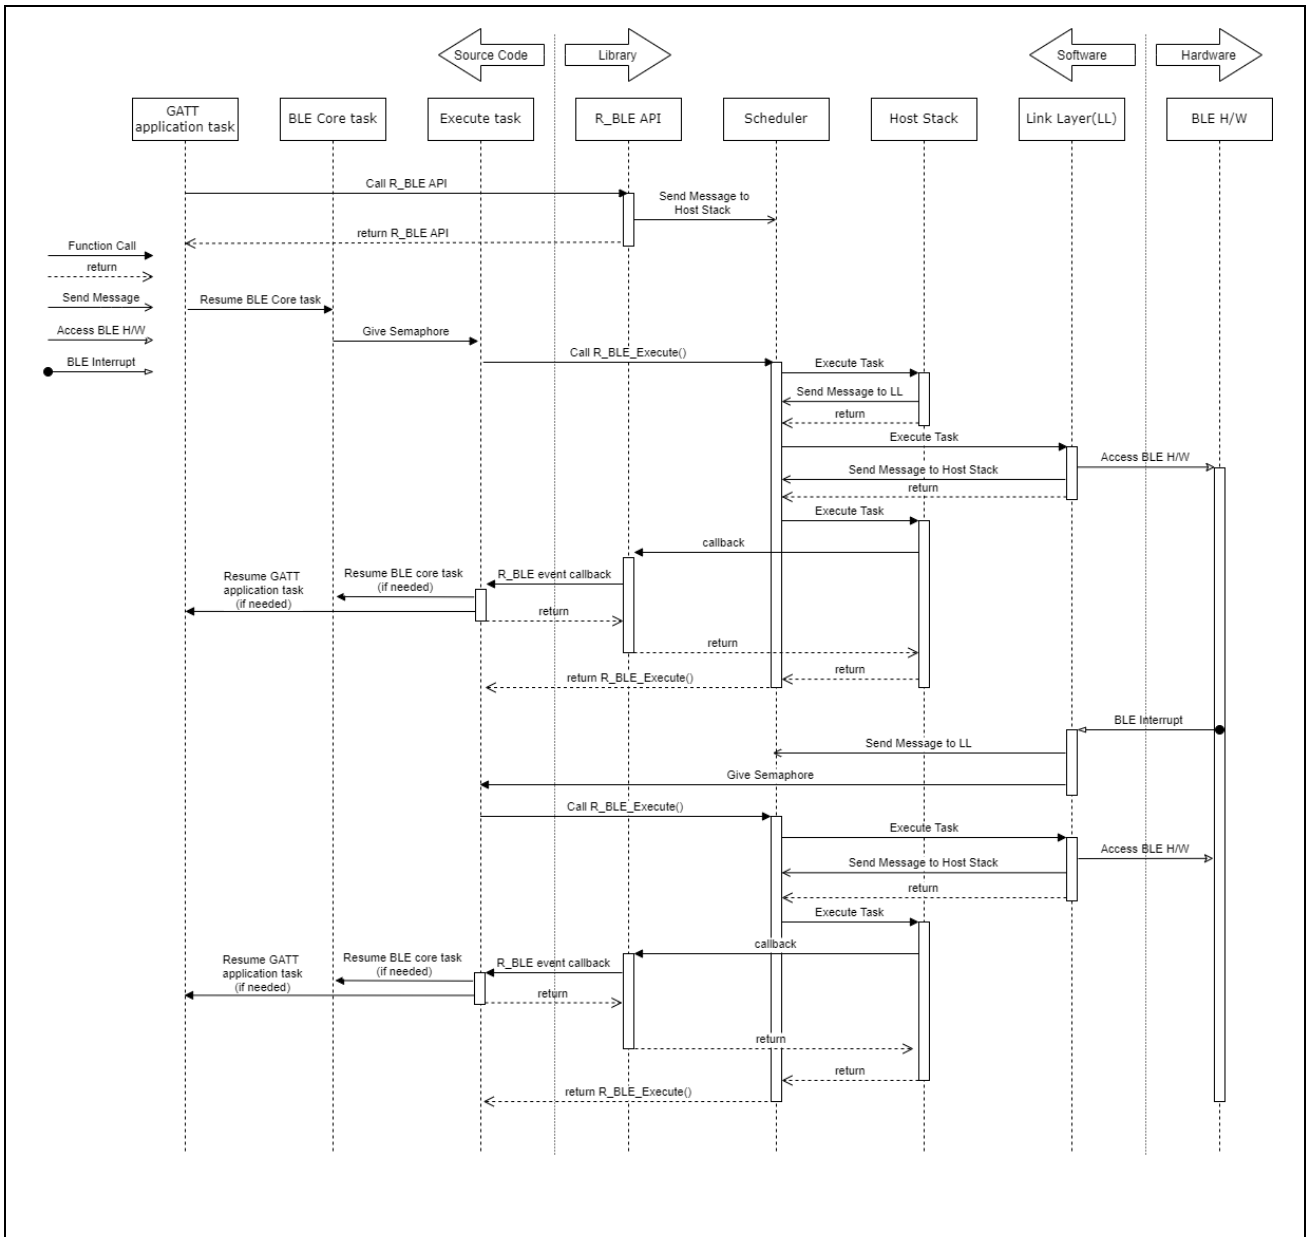 Source Code
Library
Software
Hardware
GATT
application task
BLE Core task
Execute task
R_BLE API
Scheduler
Host Stack
Link Layer(LL)
BLE H/W
Call R_BLE API
Send Message to
Host Stack
return R_BLE API
Function Call
return
Send Message
Resume BLE Core task
Access BLE H/W
Give Semaphore
BLE Interrupt
Call R_BLE_Execute()
Execute Task
Send Message to LL
return
Execute Task
Access BLE H/W
Send Message to Host Stack
return
Execute Task
callback
R_BLE event callback
Resume BLE core task
(if needed)
Resume GATT
application task
(if needed)
return
return
return
return R_BLE_Execute()
BLE Interrupt
Send Message to LL
Give Semaphore
Call R_BLE_Execute()
Execute Task
Access BLE H/W
Send Message to Host Stack
return
Execute Task
callback
R_BLE event callback
Resume BLE core task
(if needed)
Resume GATT
application task
(if needed)
return
return
return
return R_BLE_Execute()